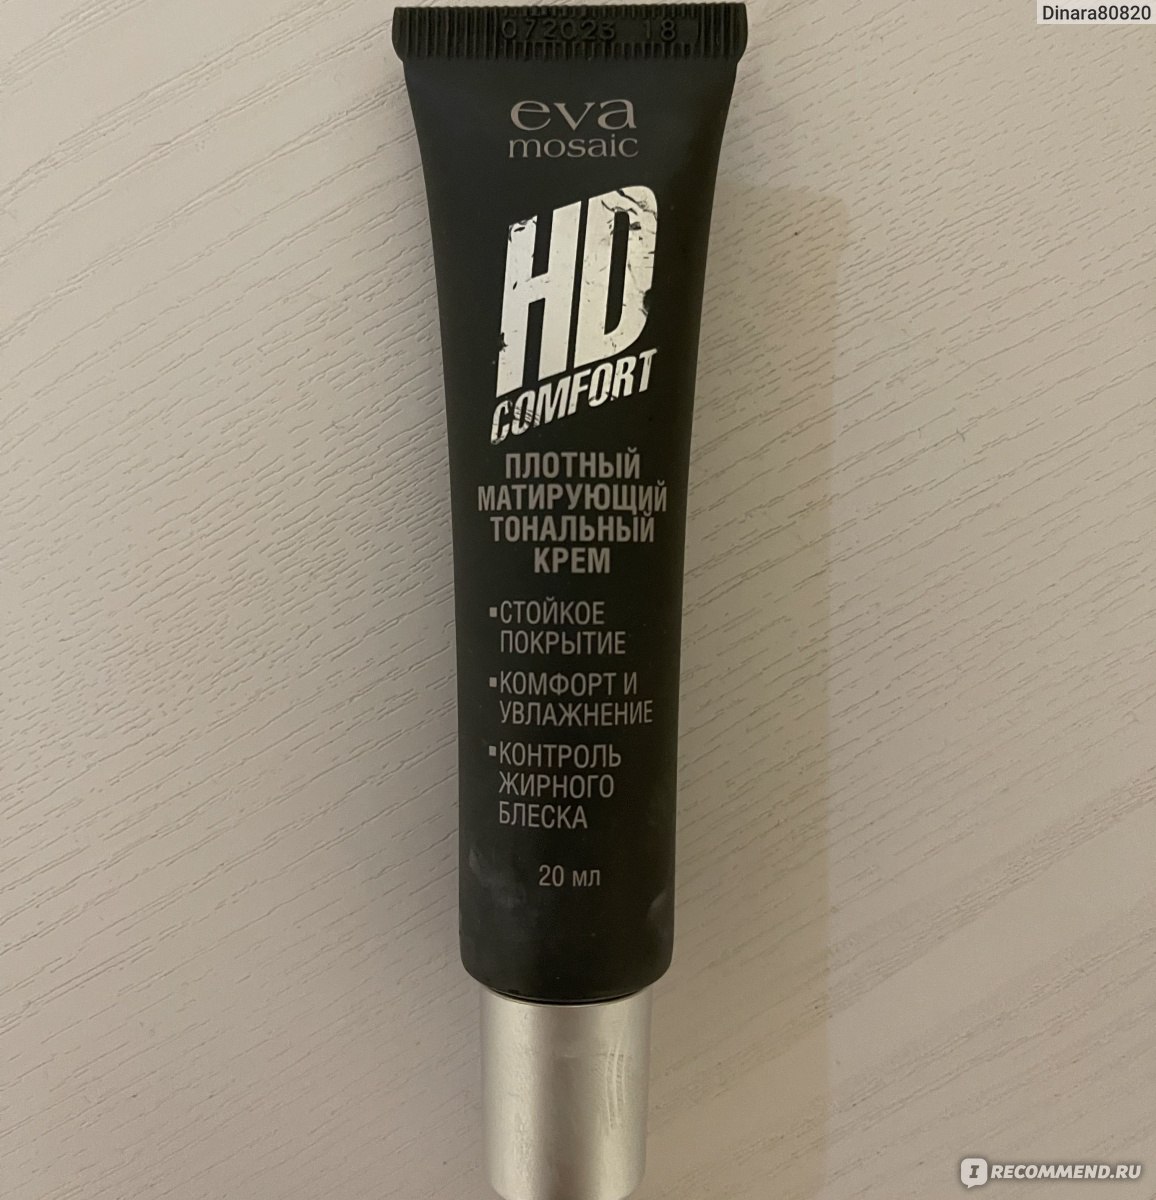 Dinara80820
072023 18
eva
mosaic
HD
COMFORT
ПЛОТНЫЙ
МАТИРУЮЩИЙ
ТОНАЛЬНЫЙ
КРЕМ
▪СТОЙКОЕ
ПОКРЫТИЕ
▪КОМФОРТ И
УВЛАЖНЕНИЕ
▪КОНТРОЛЬ
ЖИРНОГО
БЛЕСКА
20 мл
IRECOMMEND.RU